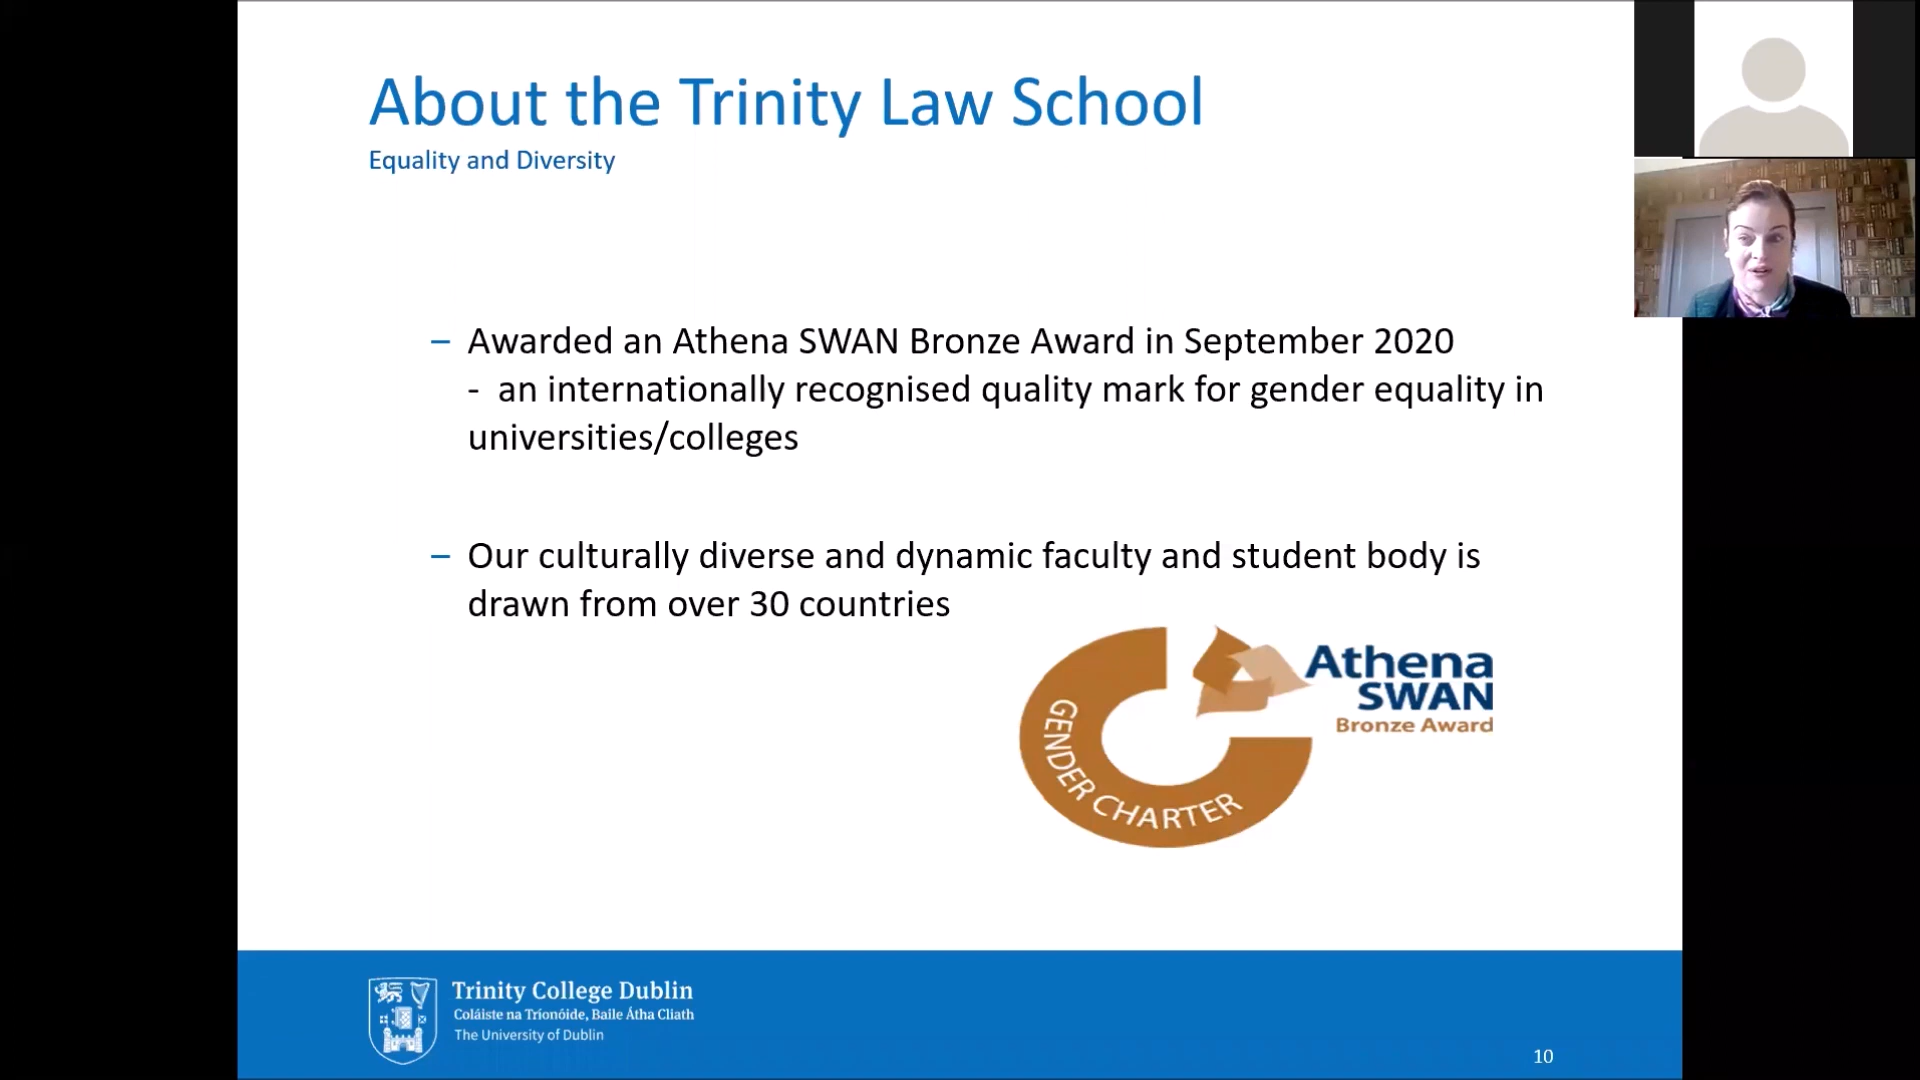 About the Trinity Law School
Equality and Diversity
– Awarded an Athena SWAN Bronze Award in September 2020
- an internationally recognised quality mark for gender equality in
universities/colleges
– Our culturally diverse and dynamic faculty and student body is
drawn from over 30 countries
GENDER CHARTER
Athena
SWAN
Bronze Award
Trinity College Dublin
Coláiste na Tríonóide, Baile Átha Cliath
The University of Dublin
10